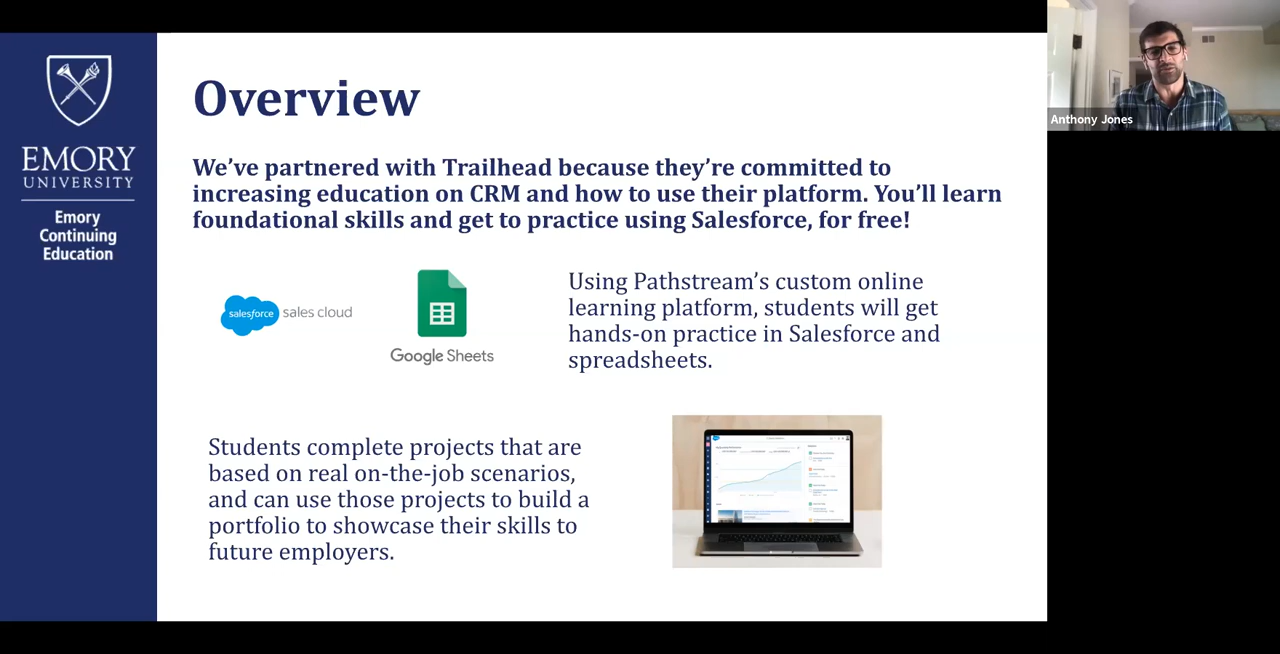 Overview
We've partnered with Trailhead because they're committed to
increasing education on CRM and how to use their platform. You'll learn
foundational skills and get to practice using Salesforce, for free!
EMORY
UNIVERSITY
Emory
Continuing
Education
salesforce sales cloud
Google Sheets
Using Pathstream's custom online
learning platform, students will get
hands-on practice in Salesforce and
spreadsheets.
Students complete projects that are
based on real on-the-job scenarios,
and can use those projects to build a
portfolio to showcase their skills to
future employers.
Anthony Jones